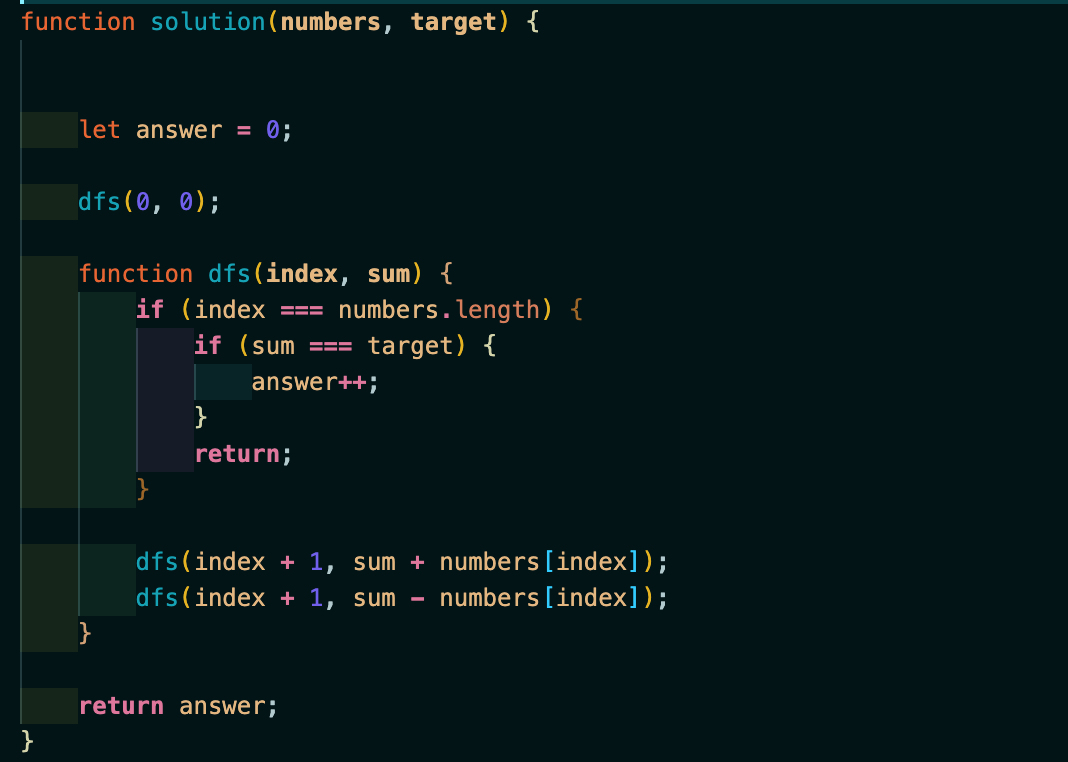 function solution(numbers, target) {
    let answer = 0;
    dfs(0, 0);
    function dfs(index, sum) {
        if (index === numbers.length) {
            if (sum === target) {
                answer++;
            }
            return;
        }
        dfs(index + 1, sum + numbers[index]);
        dfs(index + 1, sum - numbers[index]);
    }
    return answer;
}